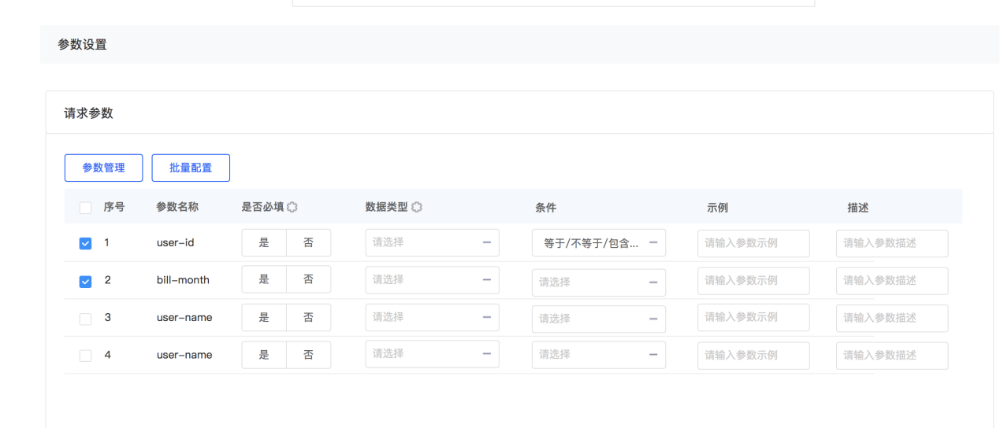 参数设置
请求参数
参数管理 批量配置
序号 参数名称 是否必填 数据类型 条件 示例 描述
1 user-id 是 否 请选择 等于/不等于/包含... 请输入参数示例 请输入参数描述
2 bill-month 是 否 请选择 请选择 请输入参数示例 请输入参数描述
3 user-name 是 否 请选择 请选择 请输入参数示例 请输入参数描述
4 user-name 是 否 请选择 请选择 请输入参数示例 请输入参数描述